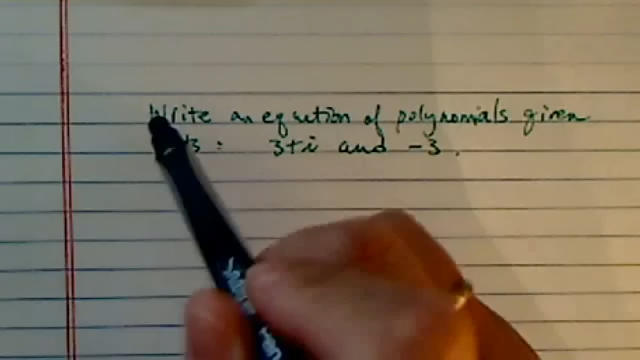 Write an equation of polynomials given
: 3+i and -3.